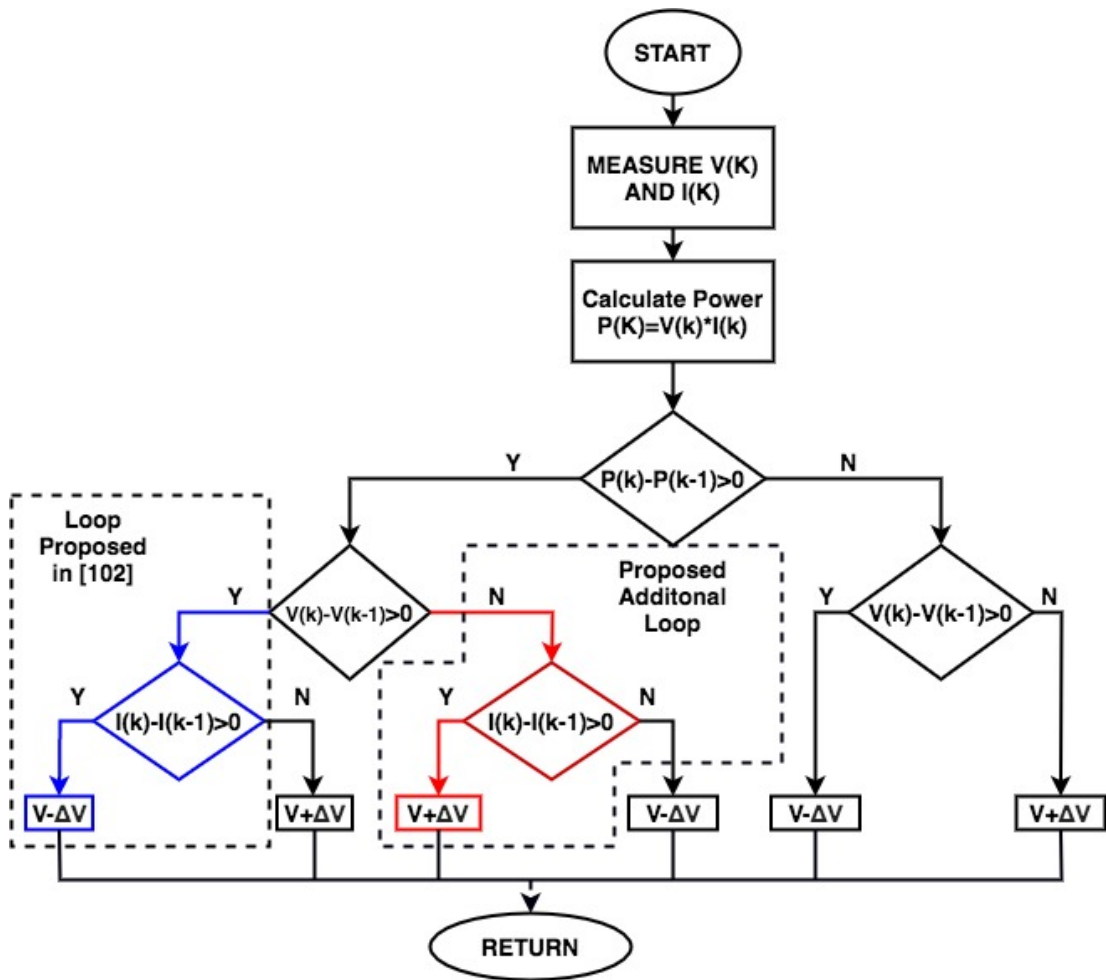 START
MEASURE V(K)
AND I(K)
Calculate Power
P(K)=V(k)*I(k)
P(k)-P(k-1)>0
Y
N
Loop
Proposed
in [102]
Proposed
Additonal
Loop
V(k)-V(k-1)>0
Y
N
V(k)-V(k-1)>0
Y
N
I(k)-I(k-1)>0
Y
N
I(k)-I(k-1)>0
Y
N
V-ΔV
V+ΔV
V+ΔV
V-ΔV
V-ΔV
V+ΔV
RETURN